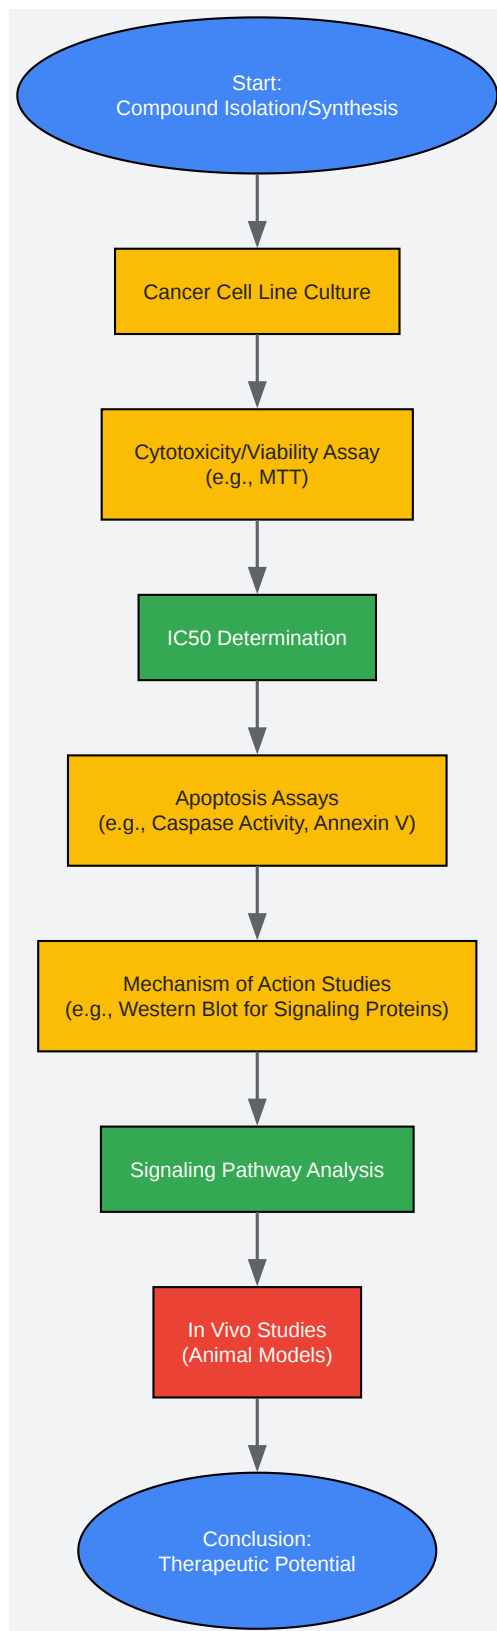 Start:
Compound Isolation/Synthesis
Cancer Cell Line Culture
Cytotoxicity/Viability Assay
(e.g., MTT)
IC50 Determination
Apoptosis Assays
(e.g., Caspase Activity, Annexin V)
Mechanism of Action Studies
(e.g., Western Blot for Signaling Proteins)
Signaling Pathway Analysis
In Vivo Studies
(Animal Models)
Conclusion:
Therapeutic Potential